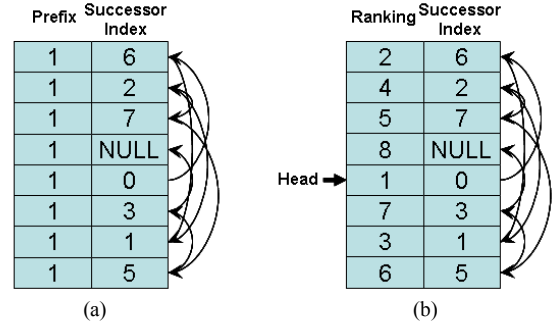 Prefix Successor Index
1 6
1 2
1 7
1 NULL
1 0
1 3
1 1
1 5
(a)
Ranking Successor Index
2 6
4 2
5 7
8 NULL
Head 1 0
7 3
3 1
6 5
(b)